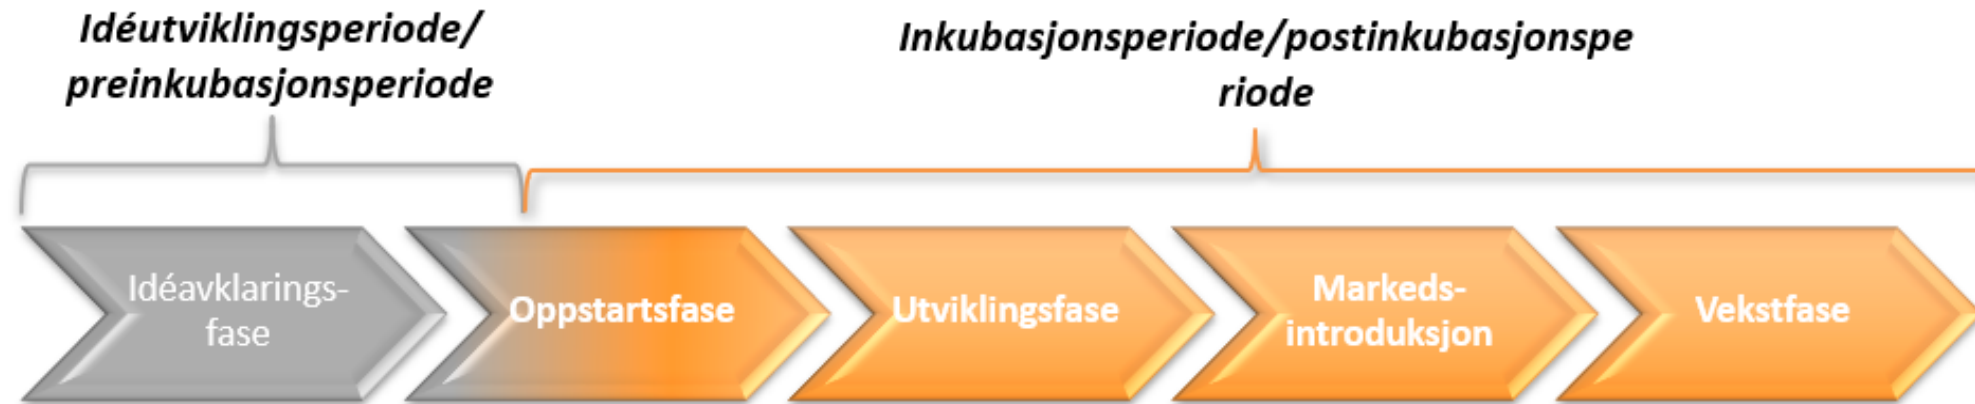 Idéutviklingsperiode/
preinkubasjonsperiode
Inkubasjonsperiode/postinkubasjonspe
riode
Idéavklarings-
fase
Oppstartsfase
Utviklingsfase
Markeds-
introduksjon
Vekstfase